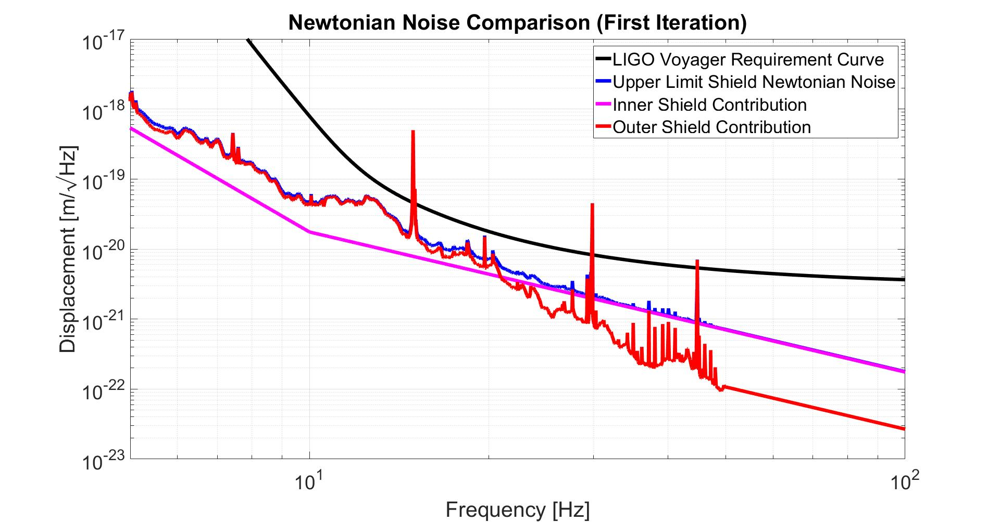 Newtonian Noise Comparison (First Iteration)
10^-17
10^-18
10^-19
10^-20
10^-21
10^-22
10^-23
Displacement [m/√Hz]
LIGO Voyager Requirement Curve
Upper Limit Shield Newtonian Noise
Inner Shield Contribution
Outer Shield Contribution
10^1
10^2
Frequency [Hz]